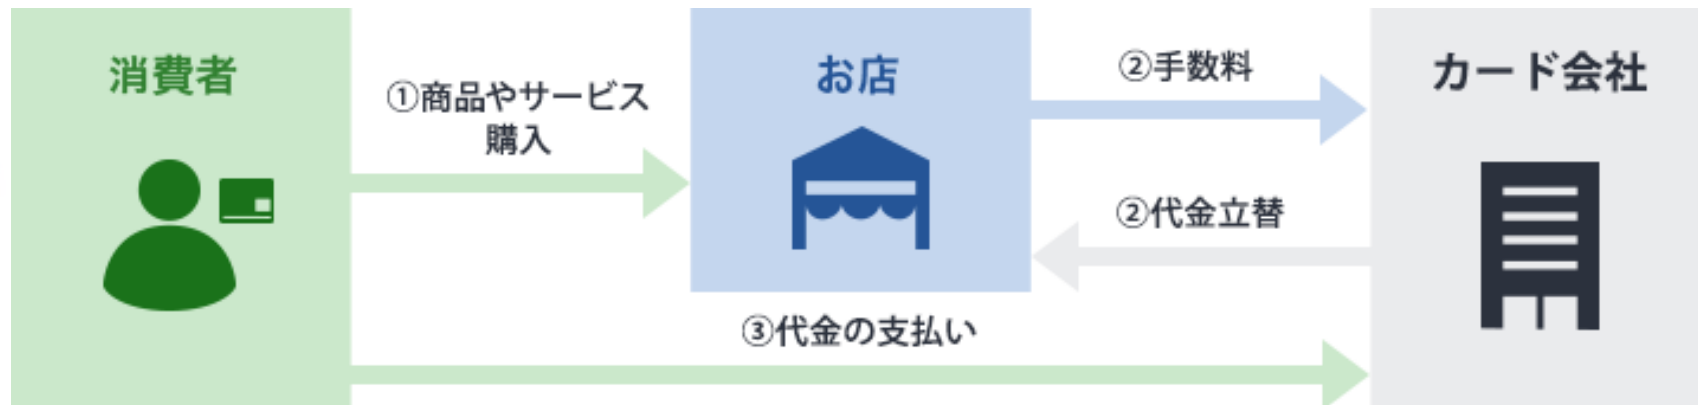 消費者
①商品やサービス
購入
お店
②手数料
カード会社
②代金立替
③代金の支払い